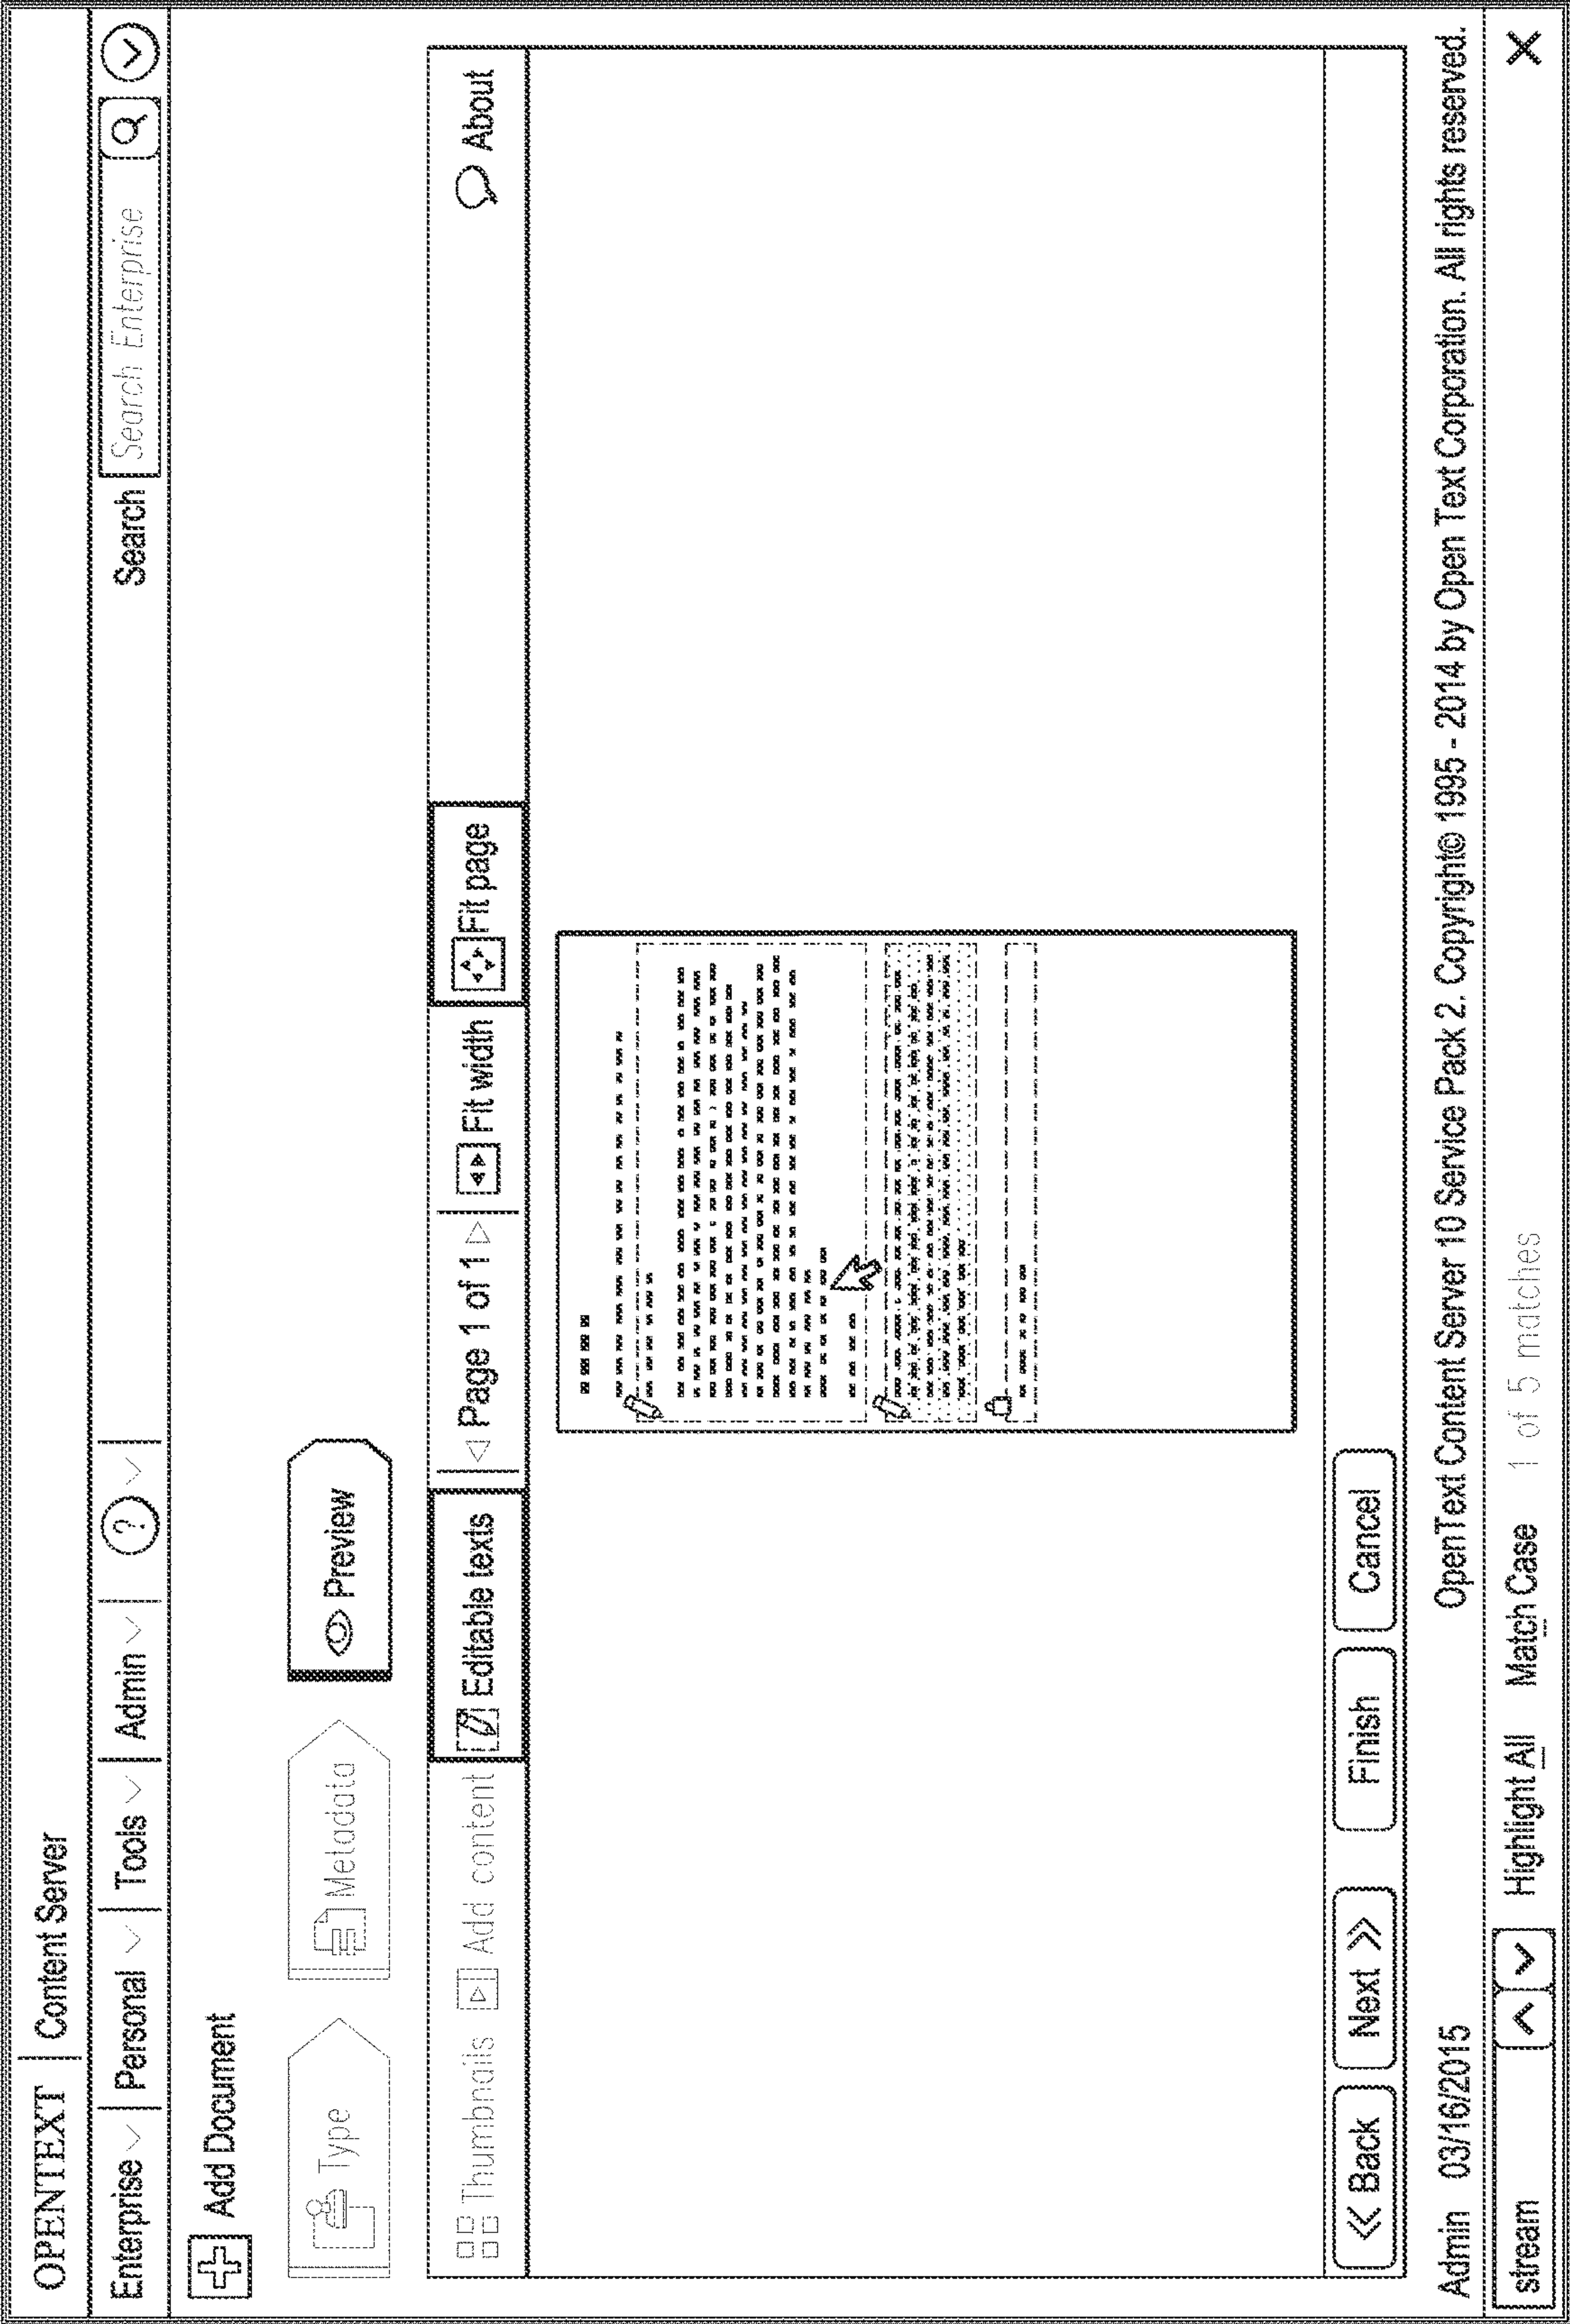 OPENTEXT | Content Server
Enterprise Personal Tools Admin ? Search Search Enterprise
Add Document
Type Metadata Preview
Thumbnails Add content Editable texts Page 1 of 1 Fit width Fit page About
<< Back Next >> Finish Cancel
Admin 03/16/2015 OpenText Content Server 10 Service Pack 2. Copyright© 1995 - 2014 by Open Text Corporation. All rights reserved.
stream Highlight All Match Case 1 of 5 matches